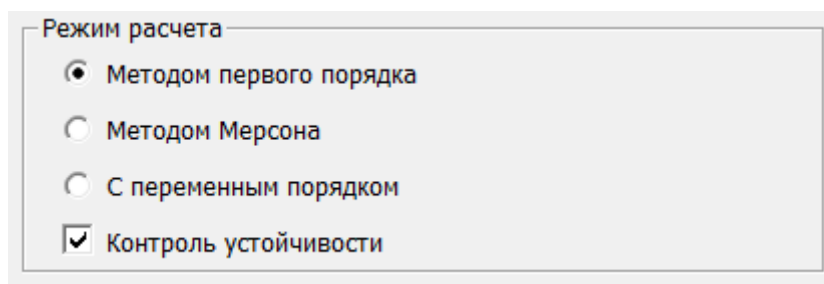 Режим расчета
Методом первого порядка
Методом Мерсона
С переменным порядком
Контроль устойчивости